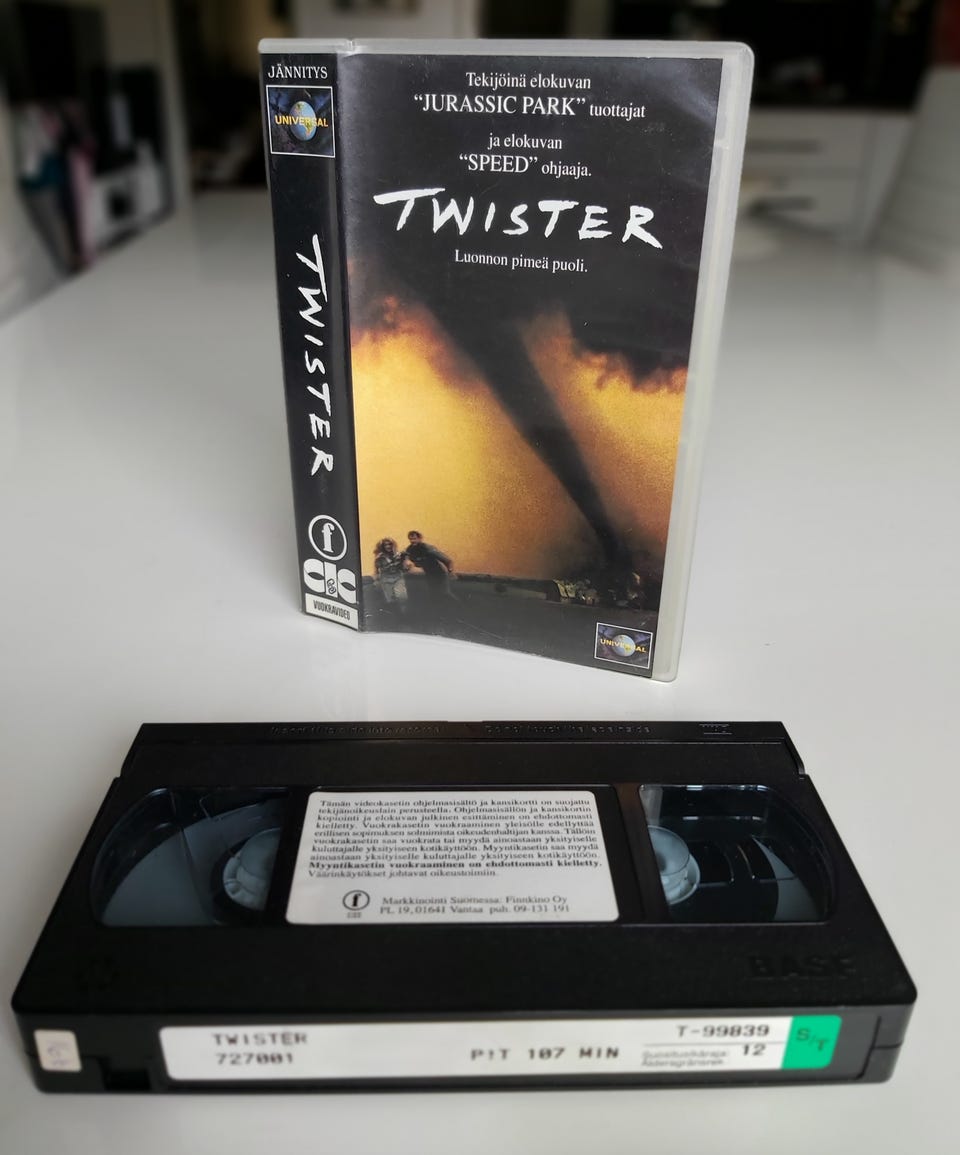 JÄNNITYS
UNIVERSAL
TWISTER
f
CIC
VUOKRAVIDEO
Tekijöinä elokuvan
“JURASSIC PARK” tuottajat
ja elokuvan
“SPEED” ohjaaja.
TWISTER
Luonnon pimeä puoli.
UNIVERSAL
Tämän videokasetin ohjelmasisältö ja kansikortti on suojattu
tekijänoikeuslain perusteella. Ohjelmasisällön ja kansikortin
kopiointi ja elokuvan julkinen esittäminen on ehdottomasti
kielletty. Vuokrakasetin vuokraaminen yleisölle edellyttää
erillisen sopimuksen solmimista oikeudenhaltijan kanssa. Tällöin
vuokrakasetin saa vuokrata tai myydä ainoastaan yksityiselle
kuluttajalle yksityiseen kotikäyttöön. Myyntikasetin saa myydä
ainoastaan yksityiselle kuluttajalle yksityiseen kotikäyttöön.
Myyntikasetin vuokraaminen on ehdottomasti kielletty.
Väärinkäytökset johtavat oikeustoimiin.
f
Markkinointi Suomessa: Finnkino Oy
PL 19, 01641 Vantaa puh. 09-131 191
BASF
TWISTER
727001
PIT 107 MIN
T-99839
Suositusikäraja:
Åldersgränsrek
12
S/T